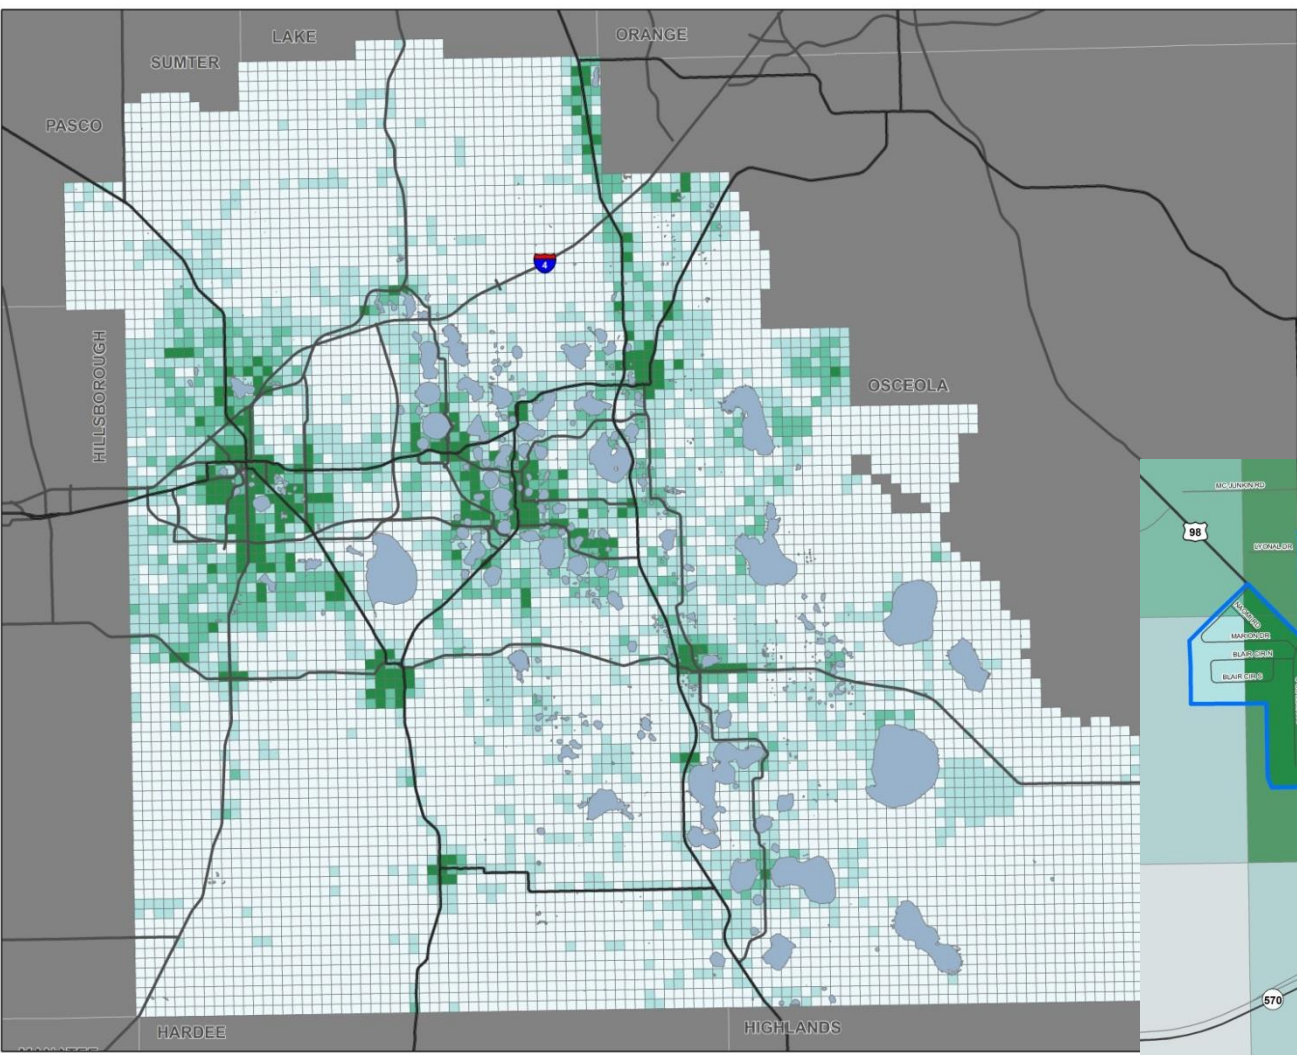 LAKE
ORANGE
SUMTER
PASCO
4
HILLSBOROUGH
OSCEOLA
MC JUNKIN RD
98
LYONAL DR
MARION DR
BLAIR CIR N
BLAIR CIR S
570
HARDEE
HIGHLANDS